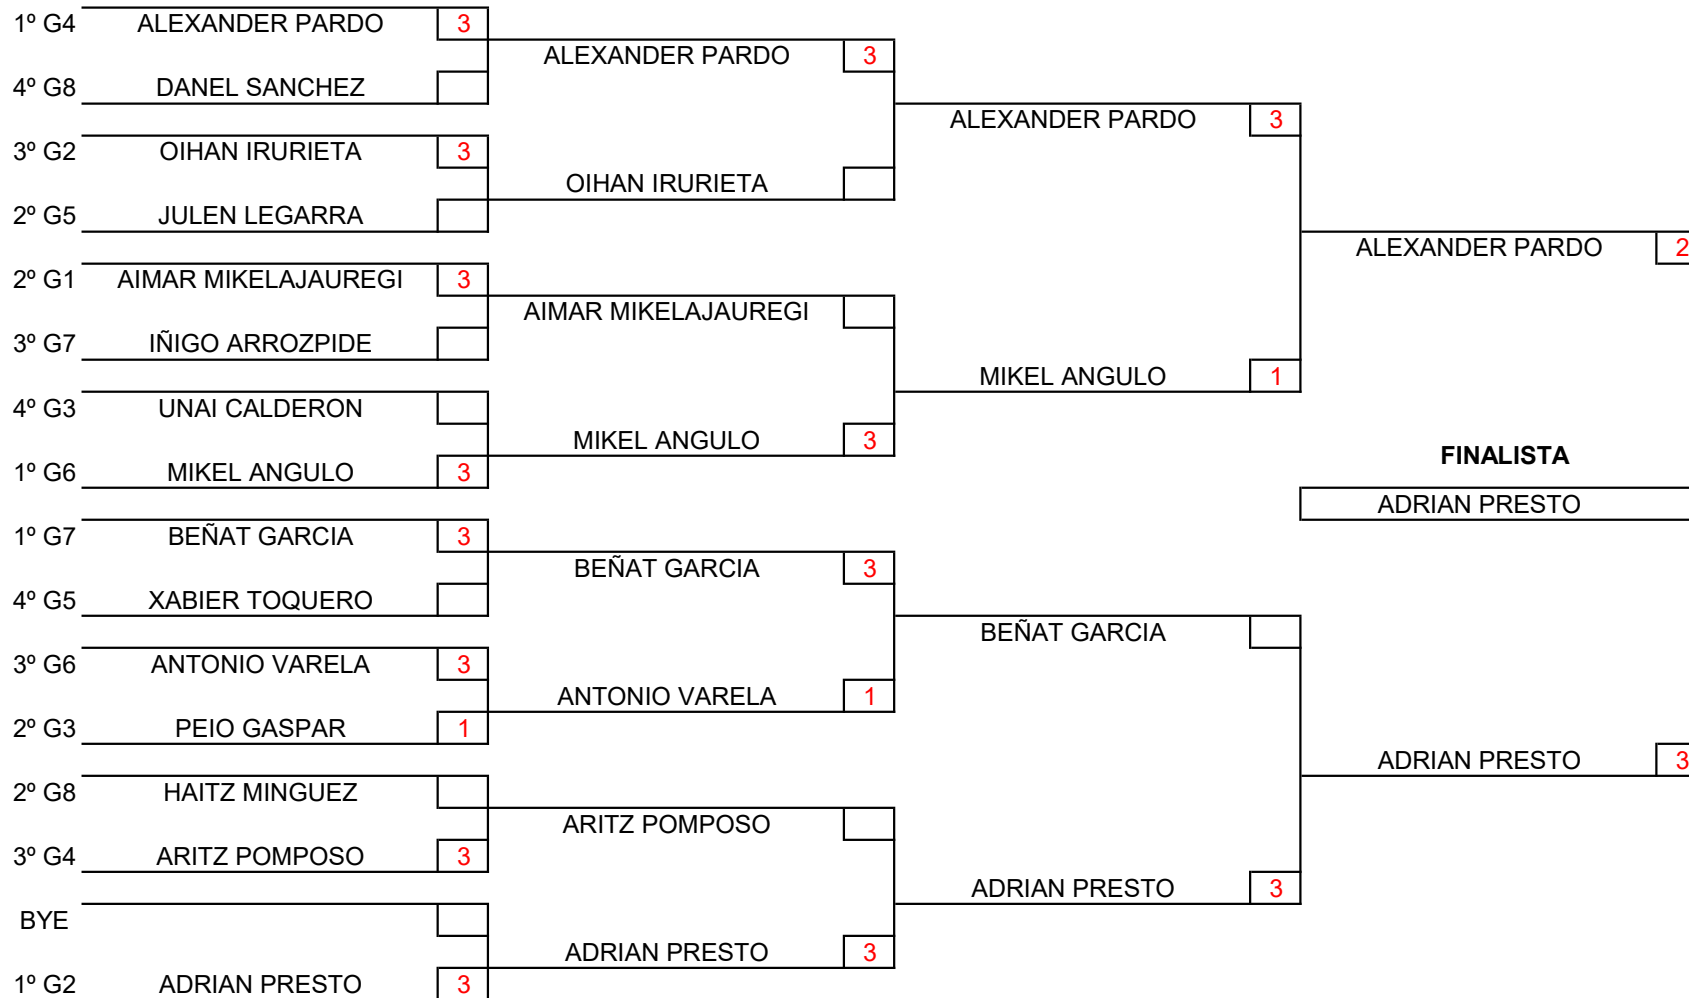 1º G4 ALEXANDER PARDO 3
ALEXANDER PARDO 3
4º G8 DANEL SANCHEZ
ALEXANDER PARDO 3
3º G2 OIHAN IRURIETA 3
OIHAN IRURIETA
2º G5 JULEN LEGARRA
ALEXANDER PARDO 2
2º G1 AIMAR MIKELAJAUREGI 3
AIMAR MIKELAJAUREGI
3º G7 IÑIGO ARROZPIDE
MIKEL ANGULO 1
4º G3 UNAI CALDERON
MIKEL ANGULO 3
FINALISTA
1º G6 MIKEL ANGULO 3
ADRIAN PRESTO
1º G7 BEÑAT GARCIA 3
BEÑAT GARCIA 3
4º G5 XABIER TOQUERO
BEÑAT GARCIA
3º G6 ANTONIO VARELA 3
ANTONIO VARELA 1
2º G3 PEIO GASPAR 1
ADRIAN PRESTO 3
2º G8 HAITZ MINGUEZ
ARITZ POMPOSO
3º G4 ARITZ POMPOSO 3
ADRIAN PRESTO 3
BYE
ADRIAN PRESTO 3
1º G2 ADRIAN PRESTO 3